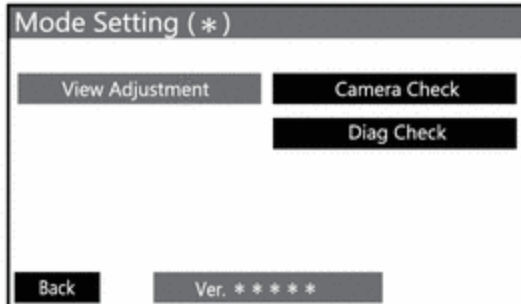 Mode Setting (＊)
View Adjustment
Camera Check
Diag Check
Back
Ver. ＊＊＊＊＊